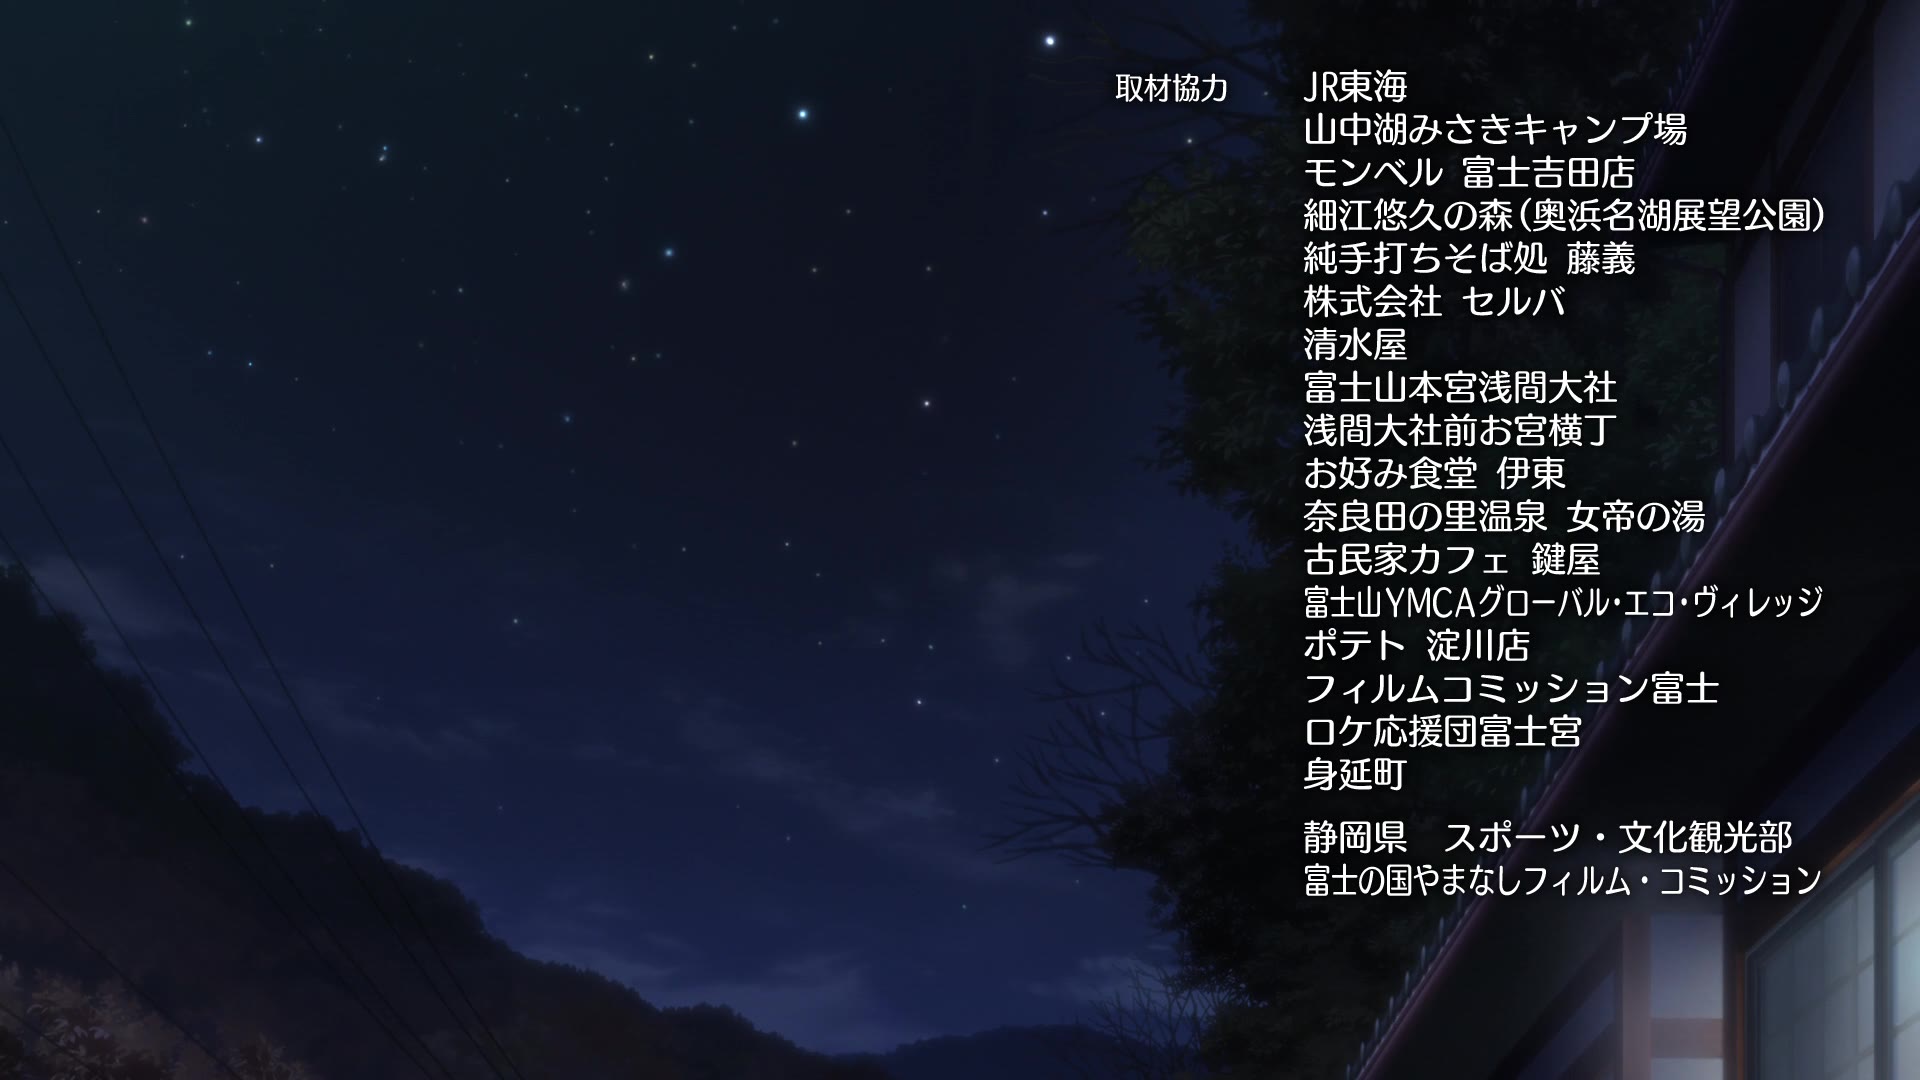 取材協力 JR東海
山中湖みさきキャンプ場
モンベル 富士吉田店
細江悠久の森(奥浜名湖展望公園)
純手打ちそば処 藤義
株式会社 セルバ
清水屋
富士山本宮浅間大社
浅間大社前お宮横丁
お好み食堂 伊東
奈良田の里温泉 女帝の湯
古民家カフェ 鍵屋
富士山YMCAグローバル・エコ・ヴィレッジ
ポテト 淀川店
フィルムコミッション富士
ロケ応援団富士宮
身延町
静岡県　スポーツ・文化観光部
富士の国やまなしフィルム・コミッション